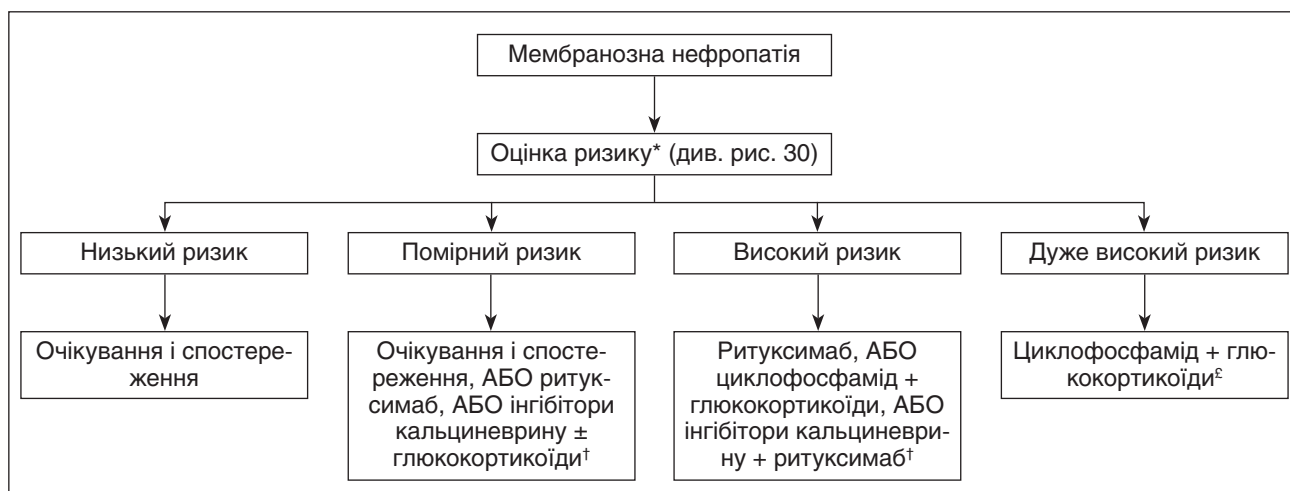 Мембранозна нефропатія
Оцінка ризику* (див. рис. 30)
Низький ризик
Помірний ризик
Високий ризик
Дуже високий ризик
Очікування і спостере-
ження
Очікування і спосте-
реження, АБО ритук-
симаб, АБО інгібітори
кальциневрину ±
глюкокортикоїди†
Ритуксимаб, АБО
циклофосфамід +
глюкокортикоїди, АБО
інгібітори кальциневри-
ну + ритуксимаб†
Циклофосфамід + глю-
кокортикоїди£